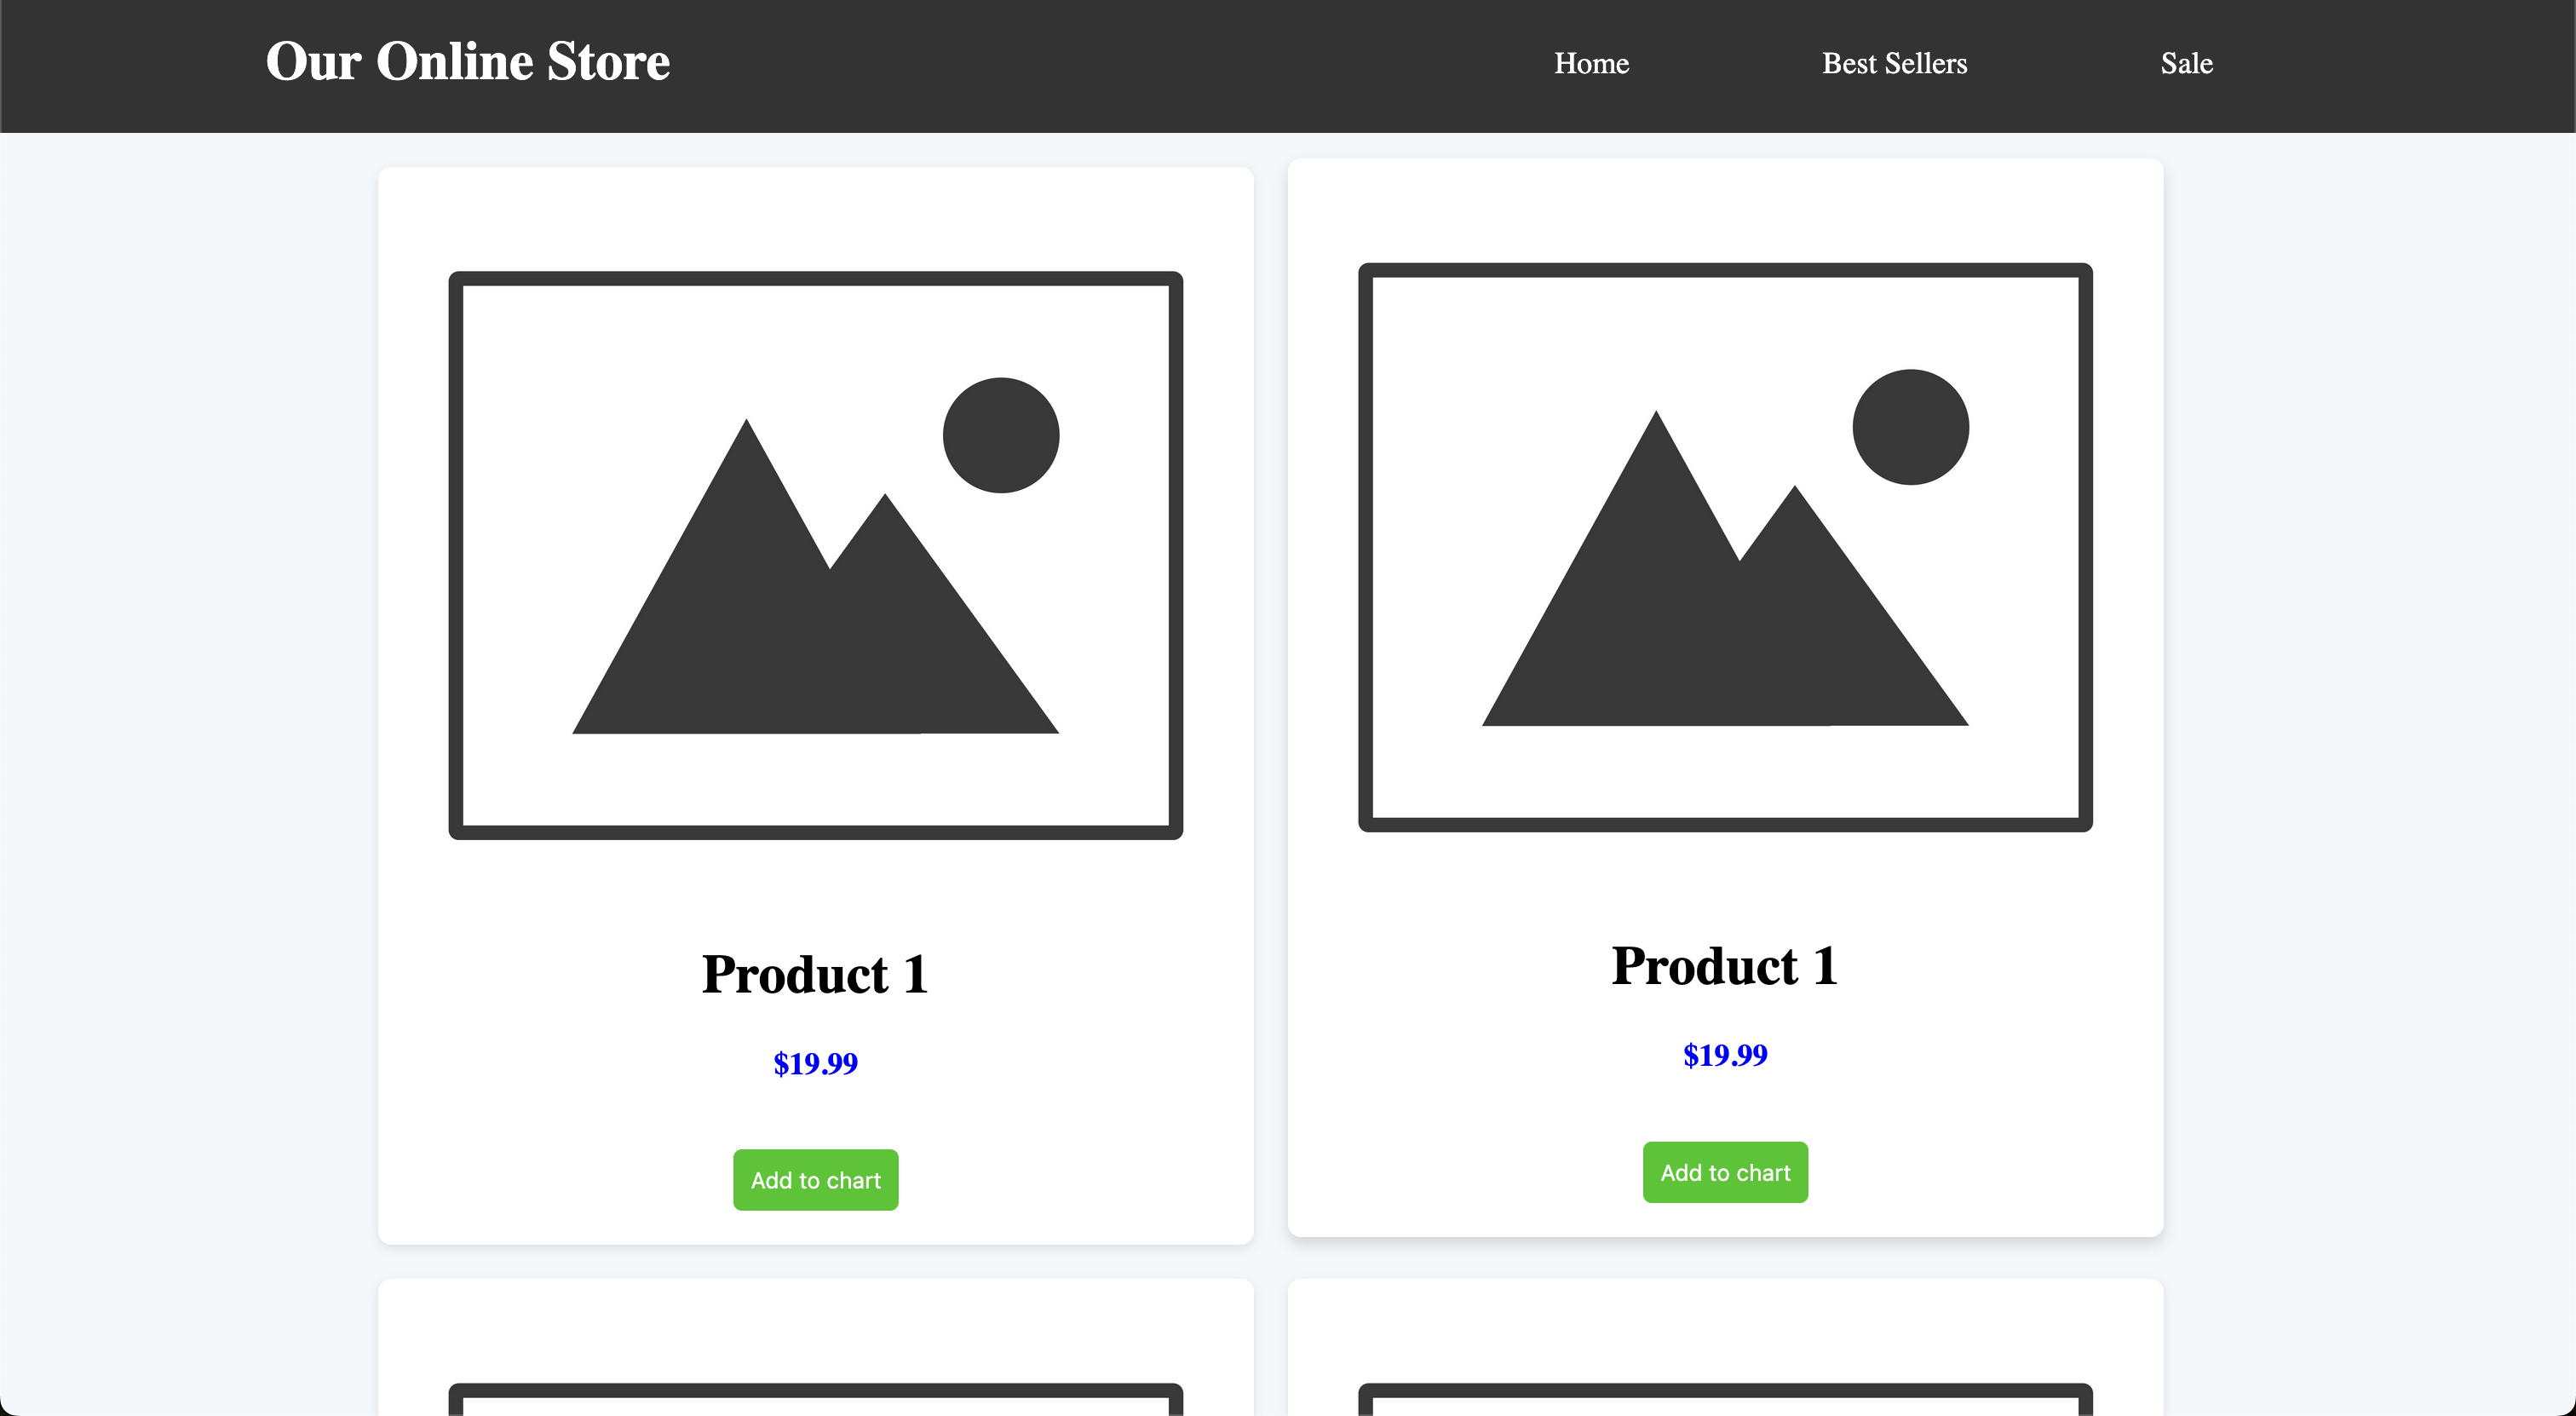 Our Online Store
Home
Best Sellers
Sale
Product 1
$19.99
Add to chart
Product 1
$19.99
Add to chart